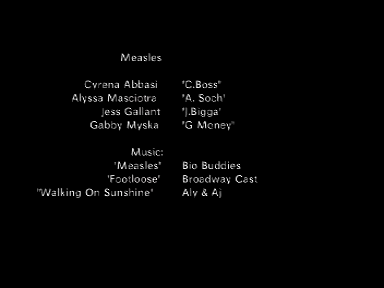 Measles
Cyrena Abbasi "C.Boss"
Alyssa Masciotra "A. Soch'
Jess Gallant "J.Bigga'
Gabby Myska "G Money"
Music:
"Measles" Bio Buddies
'Footloose' Broadway Cast
"Walking On Sunshine' Aly & Aj